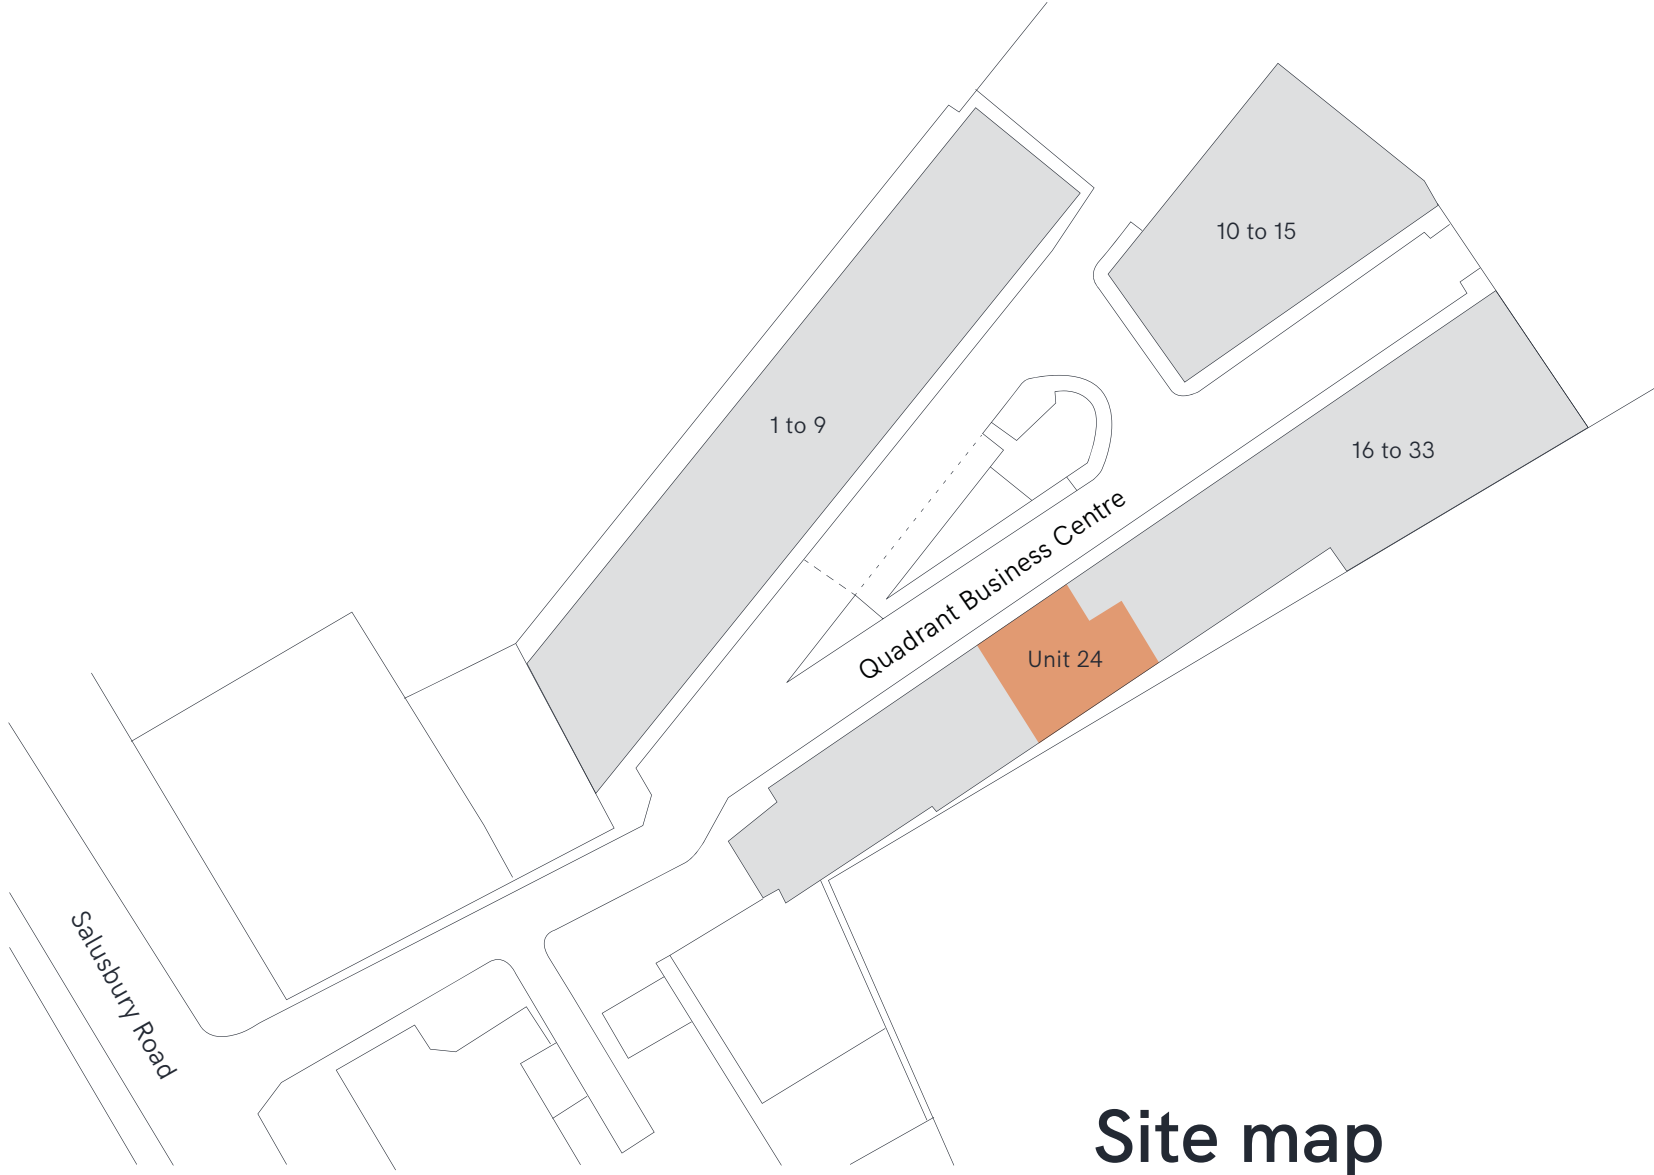 10 to 15
1 to 9
16 to 33
Quadrant Business Centre
Unit 24
Salusbury Road
Site map